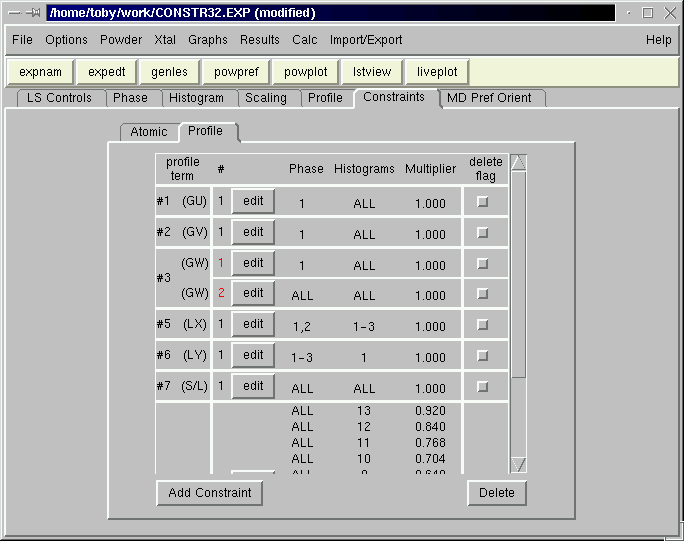 /home/toby/work/CONSTR32.EXP (modified)
File Options Powder Xtal Graphs Results Calc Import/Export Help
expnam expedt genles powpref powplot lstview liveplot
LS Controls Phase Histogram Scaling Profile Constraints MD Pref Orient
Atomic Profile
profile term # Phase Histograms Multiplier delete flag
#1 (GU) 1 edit 1 ALL 1.000
#2 (GV) 1 edit 1 ALL 1.000
#3 (GW) 1 edit 1 ALL 1.000
(GW) 2 edit ALL ALL 1.000
#5 (LX) 1 edit 1,2 1-3 1.000
#6 (LY) 1 edit 1-3 1 1.000
#7 (S/L) 1 edit ALL ALL 1.000
ALL 13 0.920
ALL 12 0.840
ALL 11 0.768
ALL 10 0.704
Add Constraint Delete